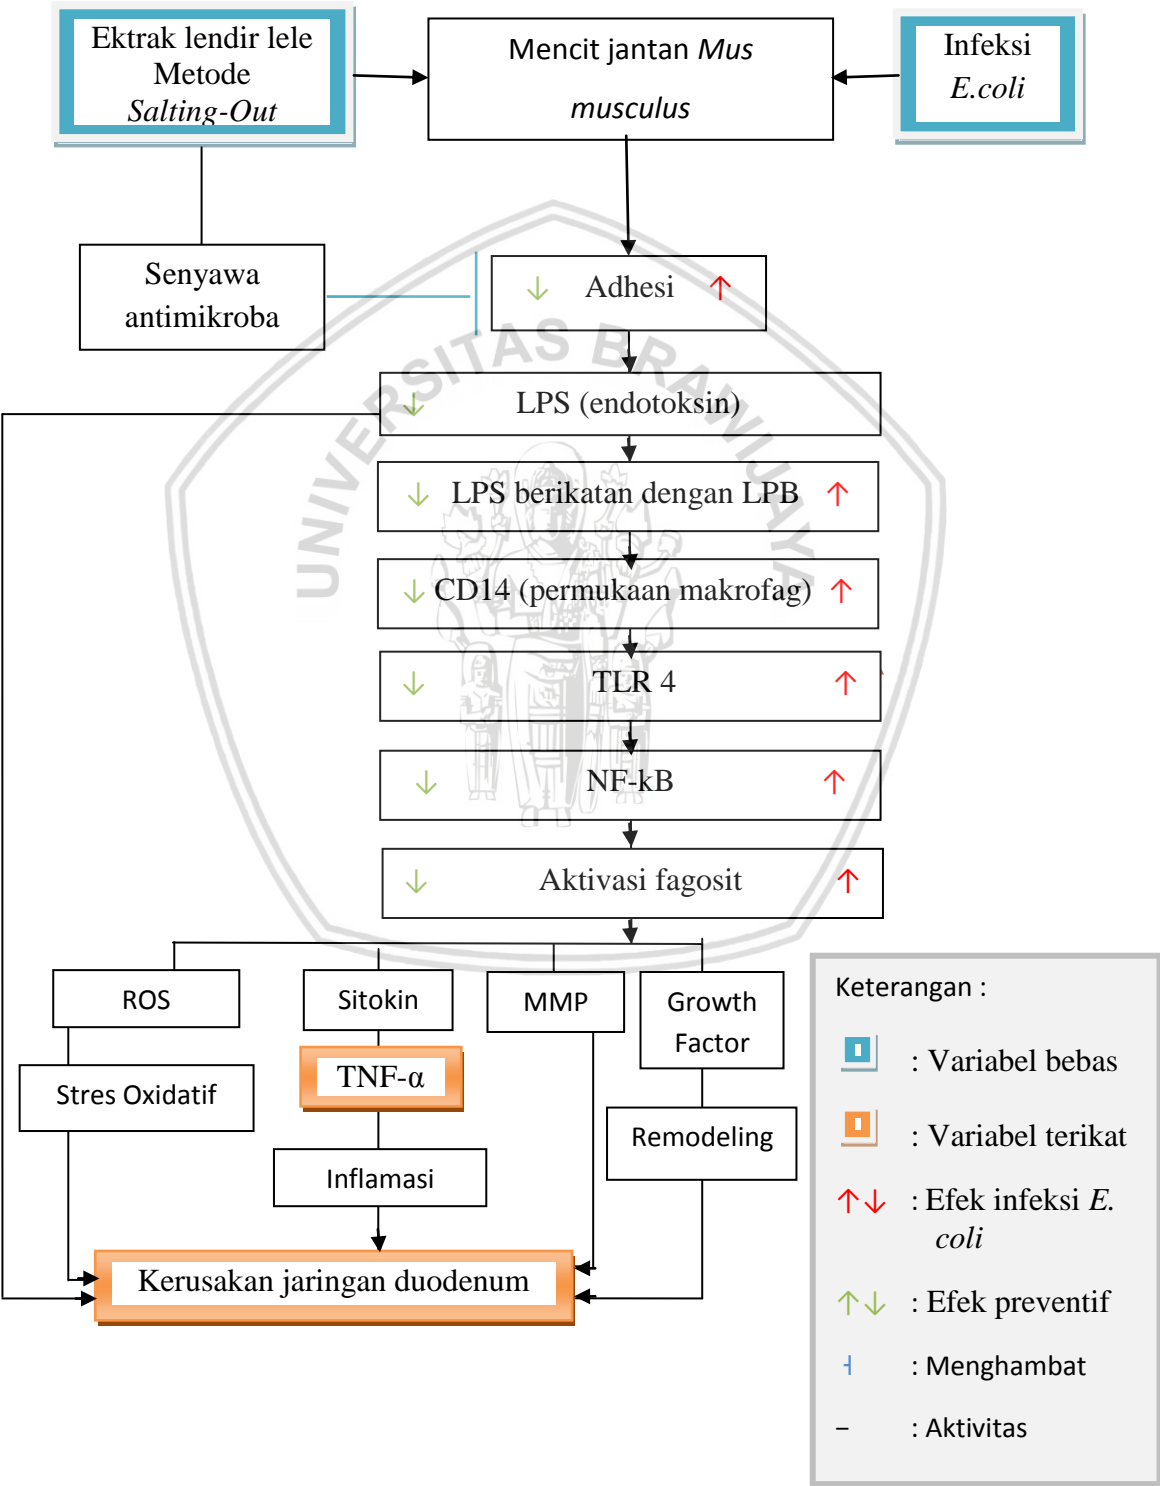 Ektrak lendir lele
Metode
Salting-Out
Mencit jantan Mus
musculus
Infeksi
E.coli
Senyawa
antimikroba
↓ Adhesi ↑
UNIVERSITAS BRAWIJAYA
↓ LPS (endotoksin)
↓ LPS berikatan dengan LPB ↑
↓ CD14 (permukaan makrofag) ↑
↓ TLR 4 ↑
↓ NF-kB ↑
↓ Aktivasi fagosit ↑
ROS
Sitokin
MMP
Growth
Factor
Stres Oxidatif
TNF-α
Remodeling
Inflamasi
Kerusakan jaringan duodenum
Keterangan :
: Variabel bebas
: Variabel terikat
↑↓ : Efek infeksi E.
coli
↑↓ : Efek preventif
: Menghambat
– : Aktivitas